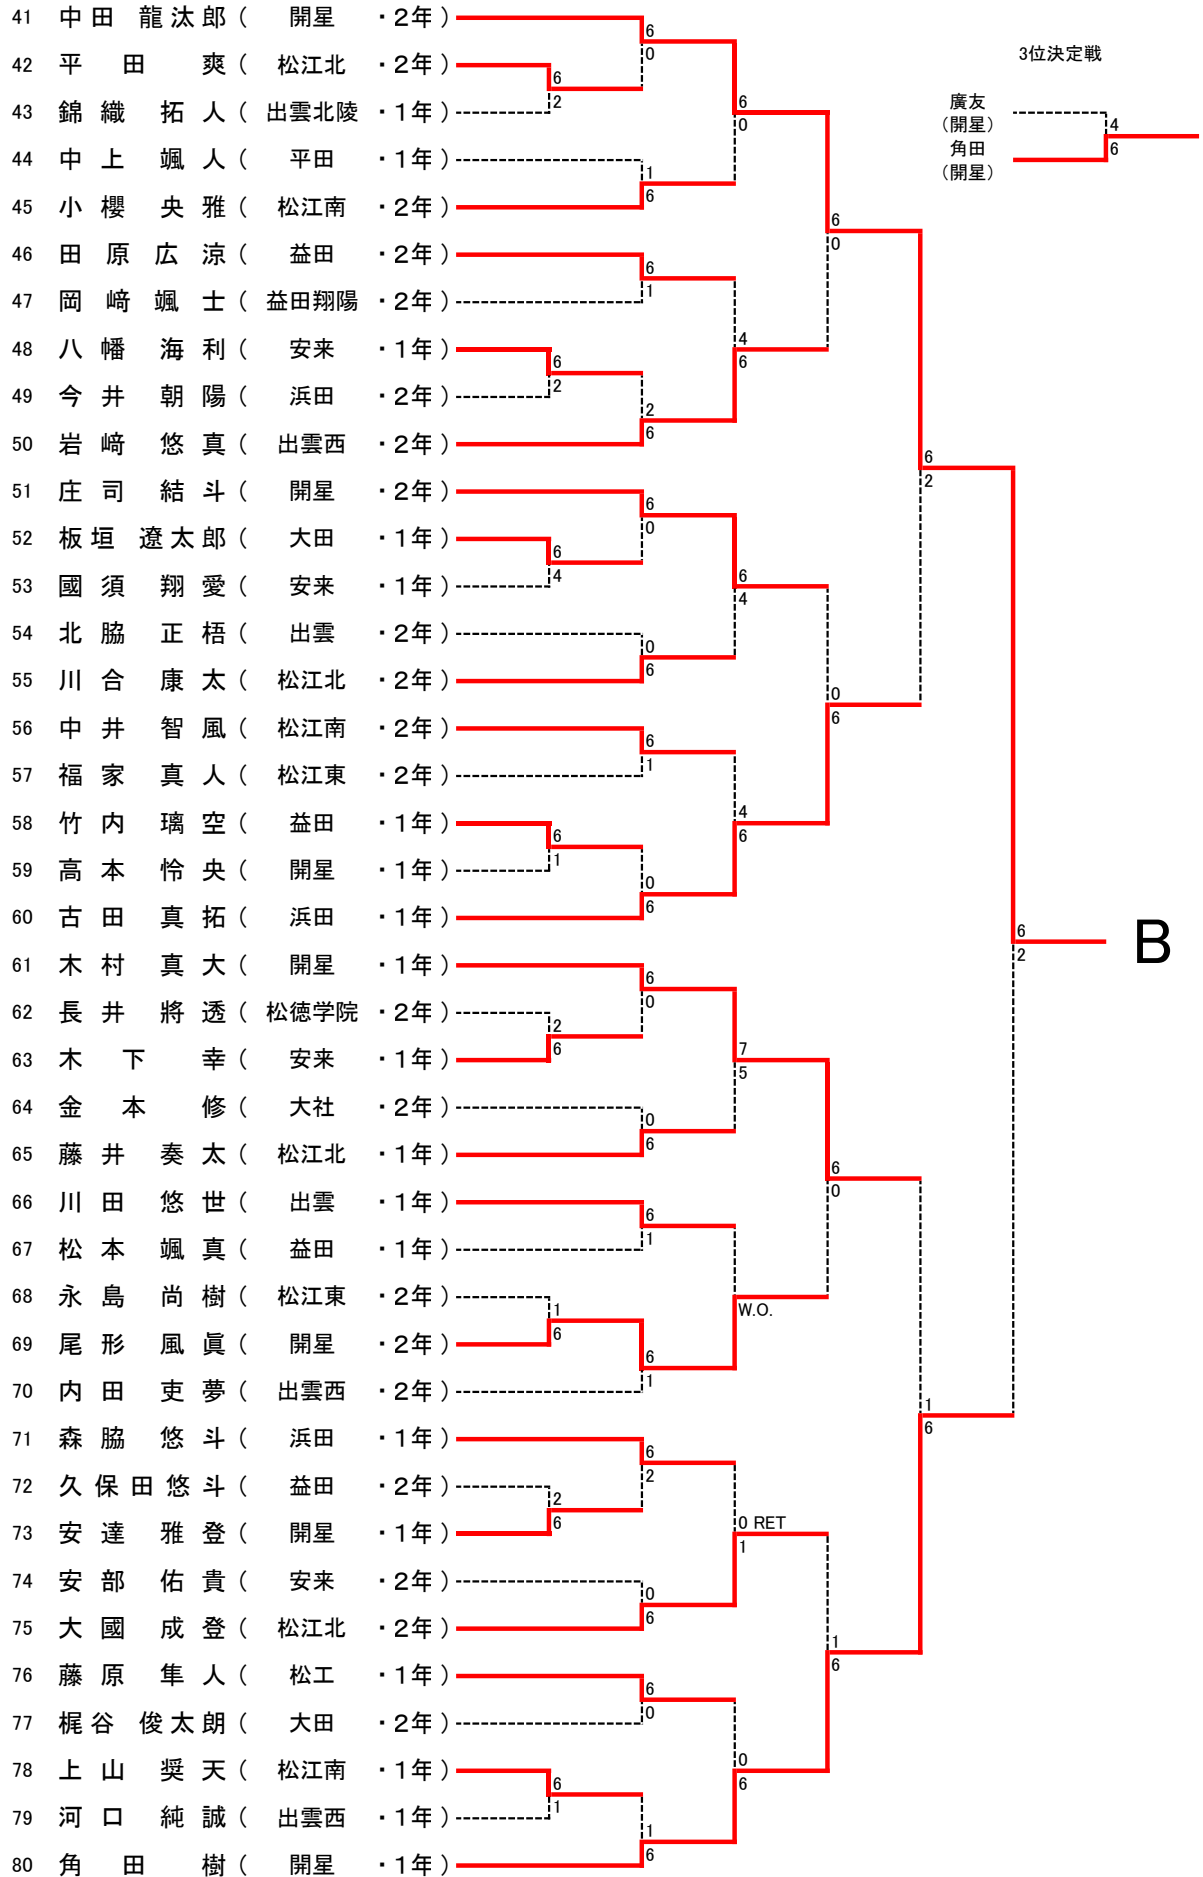 41 中田 龍汰郎 ( 開星 ・2年 )
42 平田 爽 ( 松江北 ・2年 )
43 錦織 拓人 ( 出雲北陵 ・1年 )
44 中上 颯人 ( 平田 ・1年 )
45 小櫻 央雅 ( 松江南 ・2年 )
46 田原広涼 ( 益田 ・2年 )
47 岡﨑颯士 ( 益田翔陽 ・2年 )
48 八幡 海利 ( 安来 ・1年 )
49 今井 朝陽 ( 浜田 ・2年 )
50 岩﨑 悠真 ( 出雲西 ・2年 )
51 庄司 結斗 ( 開星 ・2年 )
52 板垣 遼太郎 ( 大田 ・1年 )
53 國須 翔愛 ( 安来 ・1年 )
54 北脇 正梧 ( 出雲 ・2年 )
55 川合 康太 ( 松江北 ・2年 )
56 中井 智風 ( 松江南 ・2年 )
57 福家 真人 ( 松江東 ・2年 )
58 竹内 璃空 ( 益田 ・1年 )
59 高本 怜央 ( 開星 ・1年 )
60 古田 真拓 ( 浜田 ・1年 )
61 木村 真大 ( 開星 ・1年 )
62 長井 將透 ( 松徳学院 ・2年 )
63 木下 幸 ( 安来 ・1年 )
64 金本 修 ( 大社 ・2年 )
65 藤井 奏太 ( 松江北 ・1年 )
66 川田 悠世 ( 出雲 ・1年 )
67 松本 颯真 ( 益田 ・1年 )
68 永島 尚樹 ( 松江東 ・2年 )
69 尾形 風眞 ( 開星 ・2年 )
70 内田 吏夢 ( 出雲西 ・2年 )
71 森脇 悠斗 ( 浜田 ・1年 )
72 久保田悠斗 ( 益田 ・2年 )
73 安達 雅登 ( 開星 ・1年 )
74 安部 佑貴 ( 安来 ・2年 )
75 大國 成登 ( 松江北 ・2年 )
76 藤原 隼人 ( 松工 ・1年 )
77 梶谷 俊太朗 ( 大田 ・2年 )
78 上山 奨天 ( 松江南 ・1年 )
79 河口 純誠 ( 出雲西 ・1年 )
80 角田 樹 ( 開星 ・1年 )
6
2
6
2
6
4
6
1
2
6
1
6
2
6
6
1
6
0
1
6
6
1
2
6
6
0
0
6
6
1
0
6
6
0
0
6
6
1
6
1
6
2
0
6
6
0
1
6
6
0
4
6
6
4
4
6
7
5
W.O.
0 RET
1
0
6
6
0
0
6
6
0
1
6
6
2
1
6
6
2
B
3位決定戦
廣友
(開星)
角田
(開星)
4
6